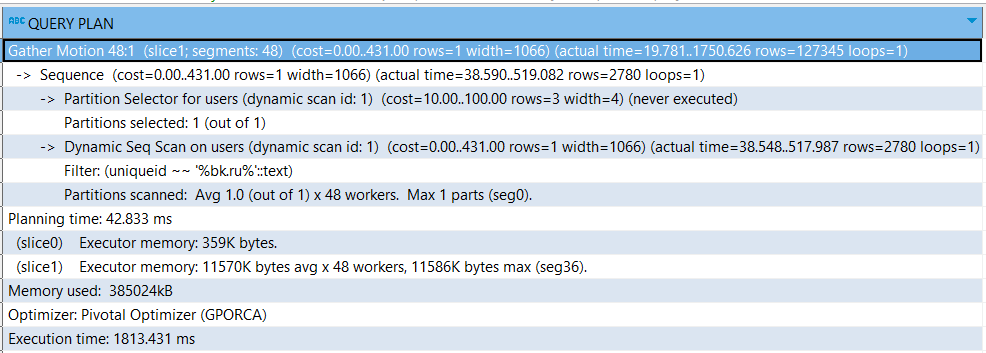 ABC QUERY PLAN
Gather Motion 48:1 (slice1; segments: 48) (cost=0.00..431.00 rows=1 width=1066) (actual time=19.781..1750.626 rows=127345 loops=1)
-> Sequence (cost=0.00..431.00 rows=1 width=1066) (actual time=38.590..519.082 rows=2780 loops=1)
-> Partition Selector for users (dynamic scan id: 1) (cost=10.00..100.00 rows=3 width=4) (never executed)
Partitions selected: 1 (out of 1)
-> Dynamic Seq Scan on users (dynamic scan id: 1) (cost=0.00..431.00 rows=1 width=1066) (actual time=38.548..517.987 rows=2780 loops=1)
Filter: (uniqueid ~~ '%bk.ru%'::text)
Partitions scanned: Avg 1.0 (out of 1) x 48 workers. Max 1 parts (seg0).
Planning time: 42.833 ms
(slice0) Executor memory: 359K bytes.
(slice1) Executor memory: 11570K bytes avg x 48 workers, 11586K bytes max (seg36).
Memory used: 385024kB
Optimizer: Pivotal Optimizer (GPORCA)
Execution time: 1813.431 ms